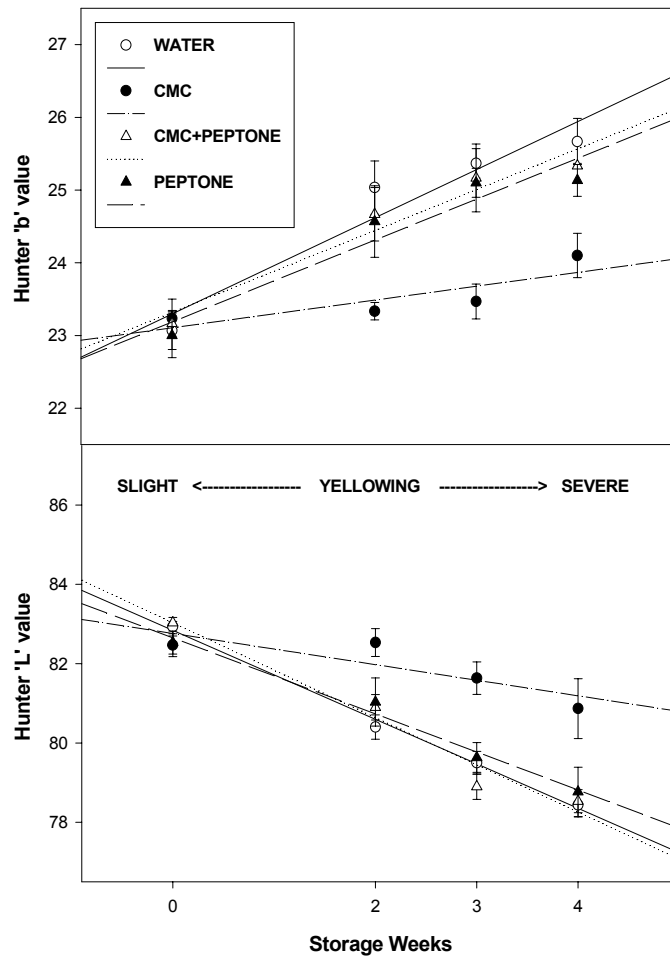 27
26
25
24
23
22
Hunter 'b' value
WATER
CMC
CMC+PEPTONE
PEPTONE
SLIGHT <------------------ YELLOWING -----------------> SEVERE
86
84
82
80
78
Hunter 'L' value
0 2 3 4
Storage Weeks